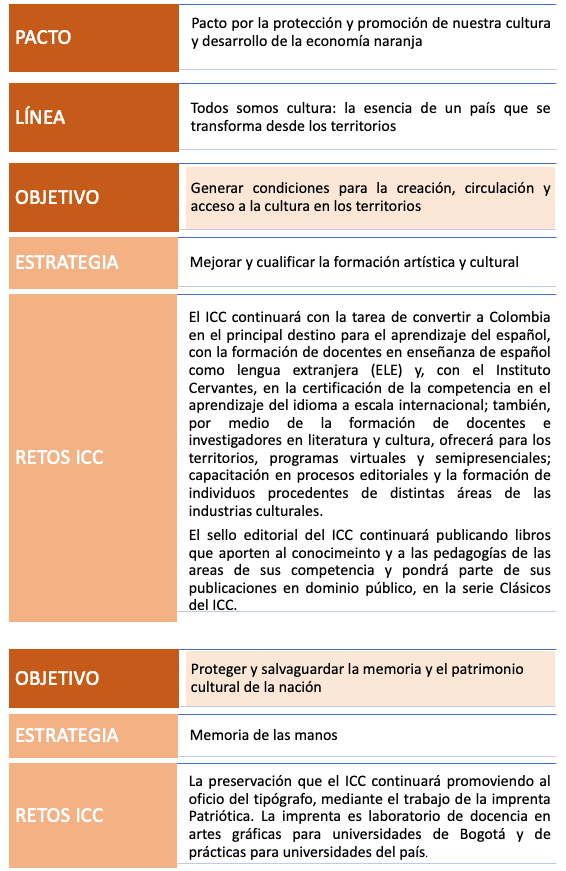 PACTO
Pacto por la protección y promoción de nuestra cultura
y desarrollo de la economía naranja
LÍNEA
Todos somos cultura: la esencia de un país que se
transforma desde los territorios
OBJETIVO
Generar condiciones para la creación, circulación y
acceso a la cultura en los territorios
ESTRATEGIA
Mejorar y cualificar la formación artística y cultural
RETOS ICC
El ICC continuará con la tarea de convertir a Colombia
en el principal destino para el aprendizaje del español,
con la formación de docentes en enseñanza de español
como lengua extranjera (ELE) y, con el Instituto
Cervantes, en la certificación de la competencia en el
aprendizaje del idioma a escala internacional; también,
por medio de la formación de docentes e
investigadores en literatura y cultura, ofrecerá para los
territorios, programas virtuales y semipresenciales;
capacitación en procesos editoriales y la formación de
individuos procedentes de distintas áreas de las
industrias culturales.
El sello editorial del ICC continuará publicando libros
que aporten al conocimeinto y a las pedagogías de las
areas de sus competencia y pondrá parte de sus
publicaciones en dominio público, en la serie Clásicos
del ICC.
OBJETIVO
Proteger y salvaguardar la memoria y el patrimonio
cultural de la nación
ESTRATEGIA
Memoria de las manos
RETOS ICC
La preservación que el ICC continuará promoviendo al
oficio del tipógrafo, mediante el trabajo de la imprenta
Patriótica. La imprenta es laboratorio de docencia en
artes gráficas para universidades de Bogotá y de
prácticas para universidades del país.